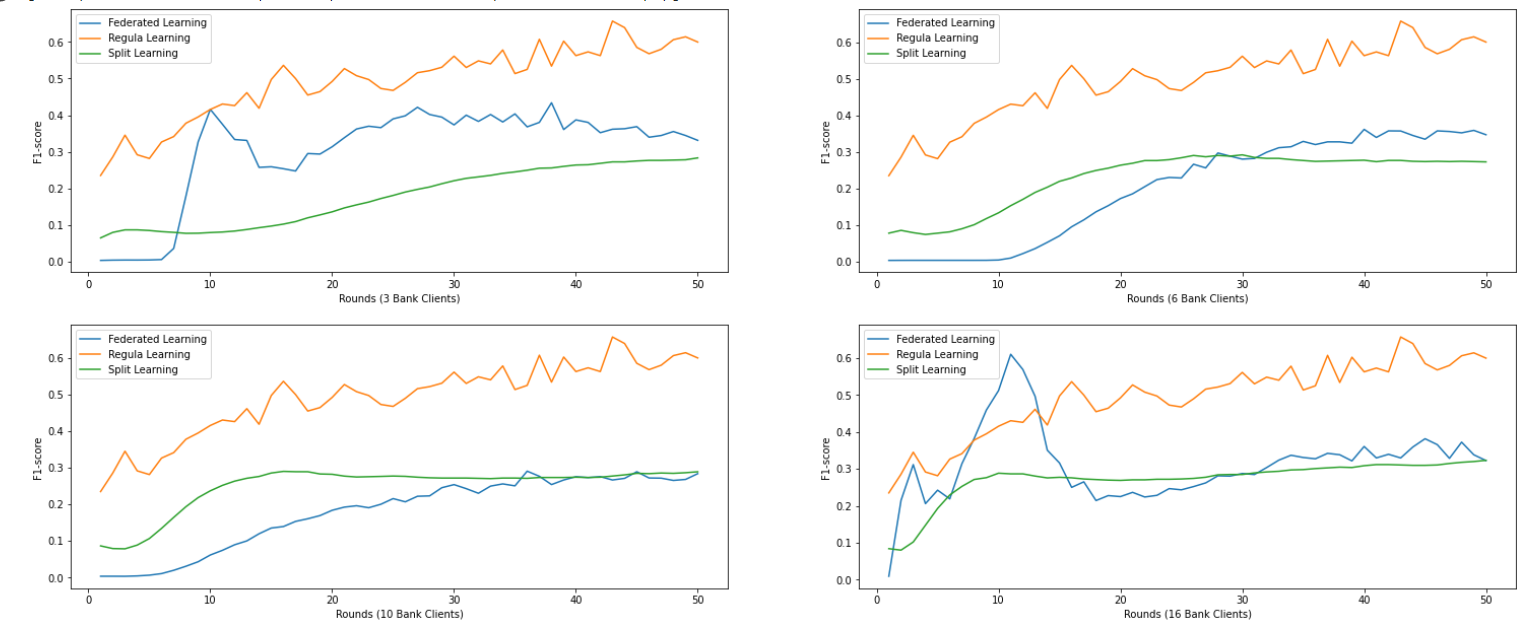 Federated Learning
Regula Learning
Split Learning
F1-score
0.6
0.5
0.4
0.3
0.2
0.1
0.0
0 10 20 30 40 50
Rounds (3 Bank Clients)
Federated Learning
Regula Learning
Split Learning
F1-score
0.6
0.5
0.4
0.3
0.2
0.1
0.0
0 10 20 30 40 50
Rounds (6 Bank Clients)
Federated Learning
Regula Learning
Split Learning
F1-score
0.6
0.5
0.4
0.3
0.2
0.1
0.0
0 10 20 30 40 50
Rounds (10 Bank Clients)
Federated Learning
Regula Learning
Split Learning
F1-score
0.6
0.5
0.4
0.3
0.2
0.1
0.0
0 10 20 30 40 50
Rounds (16 Bank Clients)